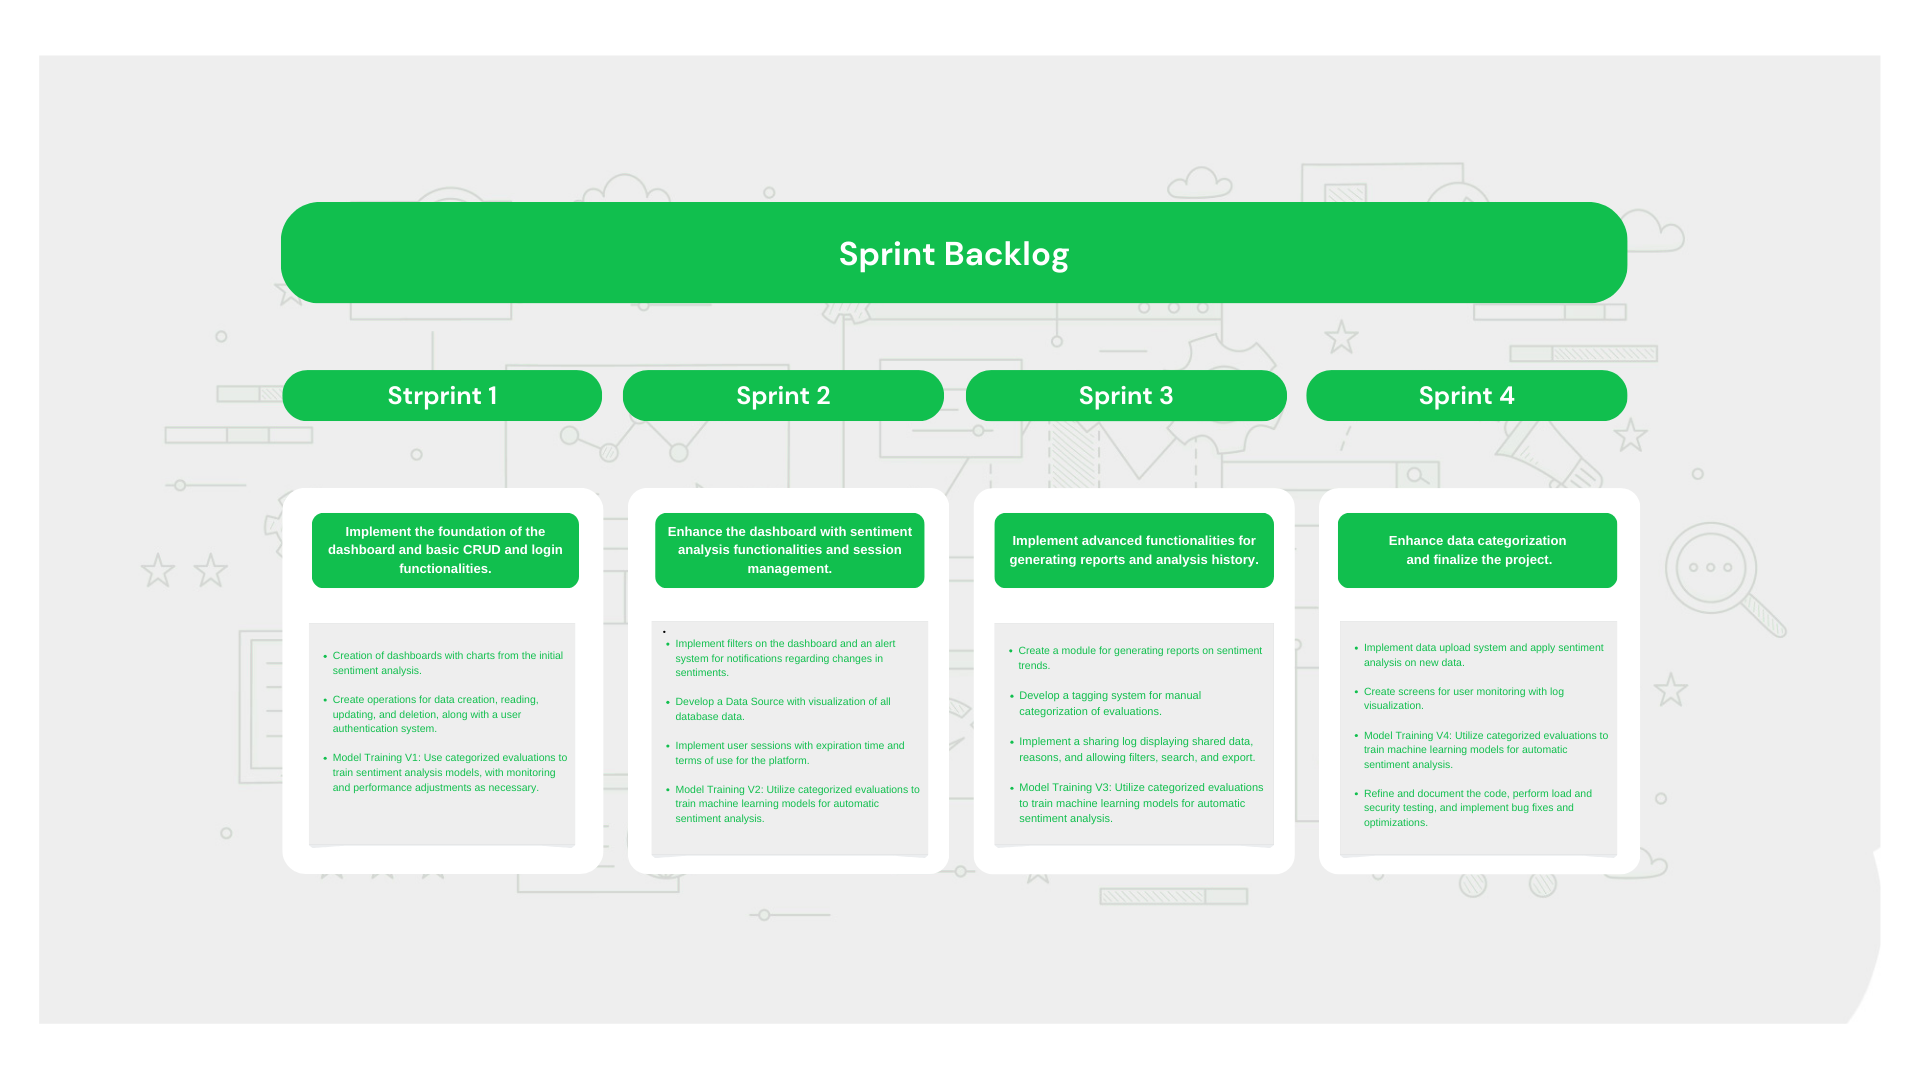 Sprint Backlog
Strprint 1
Sprint 2
Sprint 3
Sprint 4
Implement the foundation of the
dashboard and basic CRUD and login
functionalities.
• Creation of dashboards with charts from the initial
sentiment analysis.
• Create operations for data creation, reading,
updating, and deletion, along with a user
authentication system.
• Model Training V1: Use categorized evaluations to
train sentiment analysis models, with monitoring
and performance adjustments as necessary.
Enhance the dashboard with sentiment
analysis functionalities and session
management.
•
• Implement filters on the dashboard and an alert
system for notifications regarding changes in
sentiments.
• Develop a Data Source with visualization of all
database data.
• Implement user sessions with expiration time and
terms of use for the platform.
• Model Training V2: Utilize categorized evaluations to
train machine learning models for automatic
sentiment analysis.
Implement advanced functionalities for
generating reports and analysis history.
• Create a module for generating reports on sentiment
trends.
• Develop a tagging system for manual
categorization of evaluations.
• Implement a sharing log displaying shared data,
reasons, and allowing filters, search, and export.
• Model Training V3: Utilize categorized evaluations
to train machine learning models for automatic
sentiment analysis.
Enhance data categorization
and finalize the project.
• Implement data upload system and apply sentiment
analysis on new data.
• Create screens for user monitoring with log
visualization.
• Model Training V4: Utilize categorized evaluations to
train machine learning models for automatic
sentiment analysis.
• Refine and document the code, perform load and
security testing, and implement bug fixes and
optimizations.